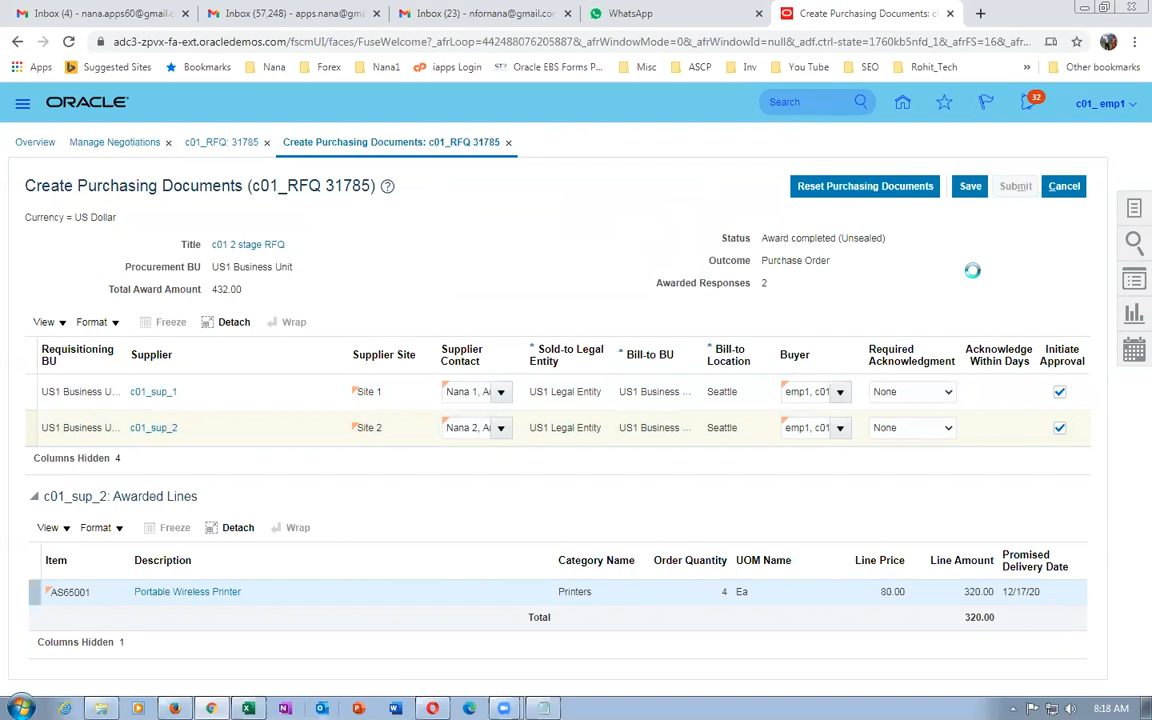 Inbox (4) - nana.apps60@gmail.c
Inbox (57,248) - apps.nana@gma
Inbox (23) - nfornana@gmail.com
WhatsApp
Create Purchasing Documents: c
adc3-zpvx-fa-ext.oracledemos.com/fscmUI/faces/FuseWelcome?_afrLoop=442488076205887&_afrWindowMode=0&_afrWindowId=null&_adf.ctrl-state=1760kb5nfd_1&_afrFS=16&_afrM...
Apps
Suggested Sites
Bookmarks
Nana
Forex
Nana1
iapps Login
Oracle EBS Forms P...
Misc
ASCP
Inv
You Tube
SEO
Rohit_Tech
»
Other bookmarks
ORACLE
Search
32
c01_ emp1
Overview
Manage Negotiations
c01_RFQ: 31785
Create Purchasing Documents: c01_RFQ 31785
Create Purchasing Documents (c01_RFQ 31785)
Reset Purchasing Documents
Save
Submit
Cancel
Currency = US Dollar
Title c01 2 stage RFQ
Procurement BU US1 Business Unit
Total Award Amount 432.00
Status Award completed (Unsealed)
Outcome Purchase Order
Awarded Responses 2
View Format Freeze Detach Wrap
Requisitioning BU Supplier Supplier Site Supplier Contact * Sold-to Legal Entity * Bill-to BU * Bill-to Location Buyer Required Acknowledgment Acknowledge Within Days Initiate Approval
US1 Business U... c01_sup_1 Site 1 Nana 1, A US1 Legal Entity US1 Business ... Seattle emp1, c01 None
US1 Business U... c01_sup_2 Site 2 Nana 2, A US1 Legal Entity US1 Business ... Seattle emp1, c01 None
Columns Hidden 4
c01_sup_2: Awarded Lines
View Format Freeze Detach Wrap
Item Description Category Name Order Quantity UOM Name Line Price Line Amount Promised Delivery Date
AS65001 Portable Wireless Printer Printers 4 Ea 80.00 320.00 12/17/20
Total 320.00
Columns Hidden 1
8:18 AM